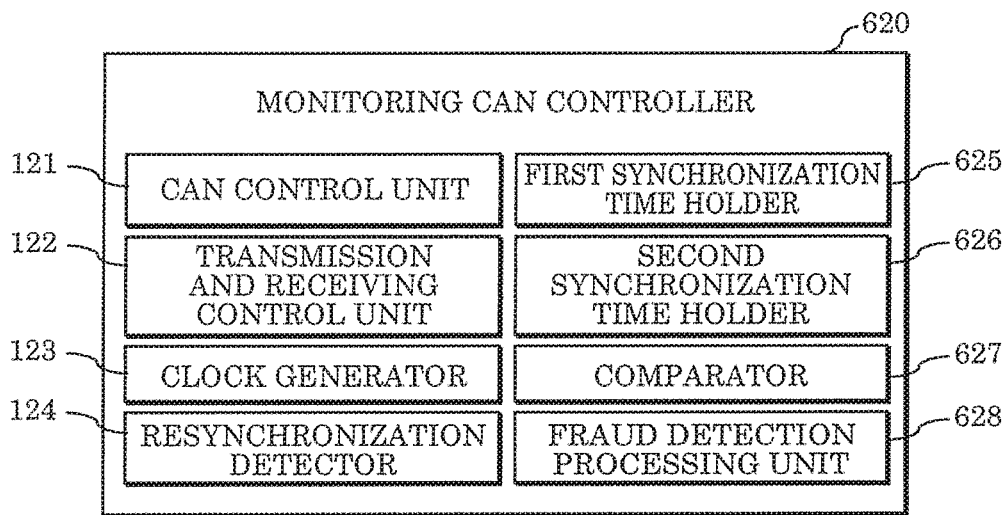 620
MONITORING CAN CONTROLLER
121
CAN CONTROL UNIT
FIRST SYNCHRONIZATION
TIME HOLDER
625
122
TRANSMISSION
AND RECEIVING
CONTROL UNIT
SECOND
SYNCHRONIZATION
TIME HOLDER
626
123
CLOCK GENERATOR
COMPARATOR
627
124
RESYNCHRONIZATION
DETECTOR
FRAUD DETECTION
PROCESSING UNIT
628